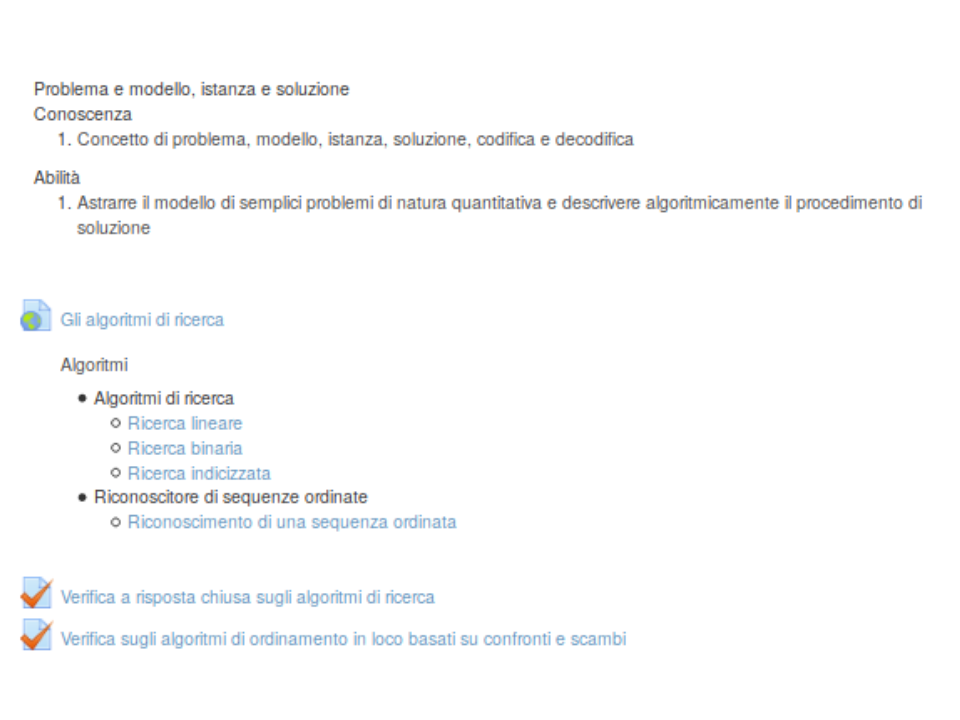 Problema e modello, istanza e soluzione
Conoscenza
1. Concetto di problema, modello, istanza, soluzione, codifica e decodifica
Abilità
1. Astrarre il modello di semplici problemi di natura quantitativa e descrivere algoritmicamente il procedimento di
soluzione
Gli algoritmi di ricerca
Algoritmi
Algoritmi di ricerca
Ricerca lineare
Ricerca binaria
Ricerca indicizzata
Riconoscitore di sequenze ordinate
Riconoscimento di una sequenza ordinata
Verifica a risposta chiusa sugli algoritmi di ricerca
Verifica sugli algoritmi di ordinamento in loco basati su confronti e scambi